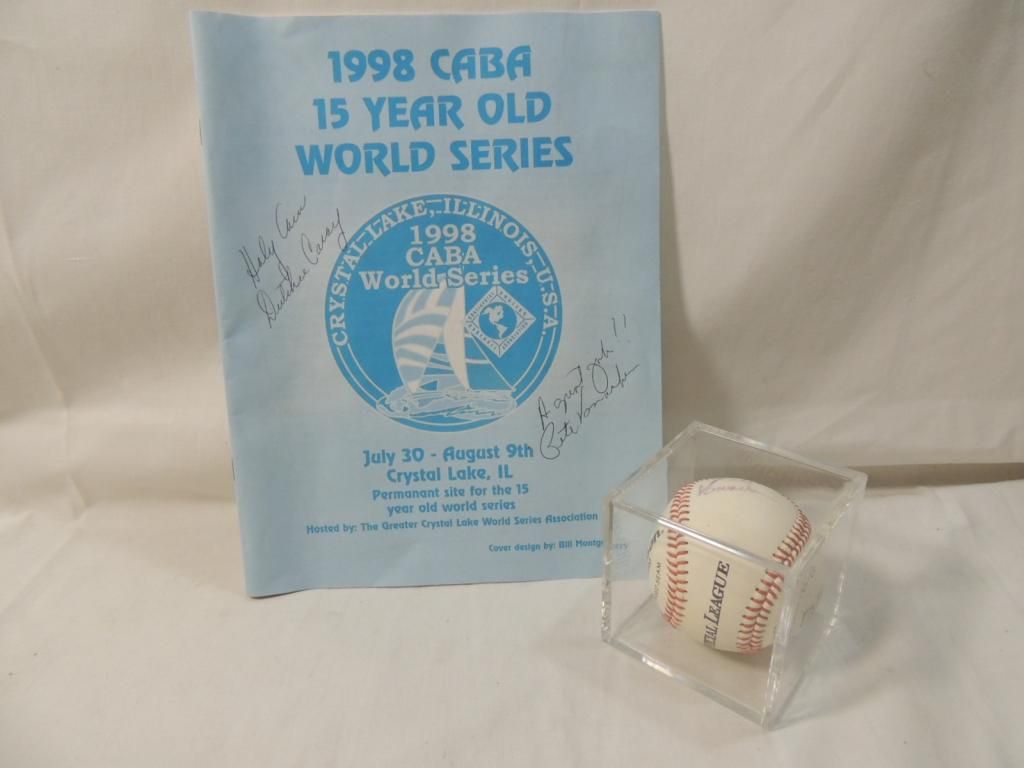 1998 CABA
15 YEAR OLD
WORLD SERIES
CRYSTAL LAKE, ILLINOIS, U.S.A.
1998
CABA
World Series
Holy Cow
Dutchie Caray
A great job!!
Pete
July 30 - August 9th
Crystal Lake, IL
Permanant site for the 15
year old world series
Hosted by: The Greater Crystal Lake World Series Association
Cover design by: Bill Montgomery
LEAGUE